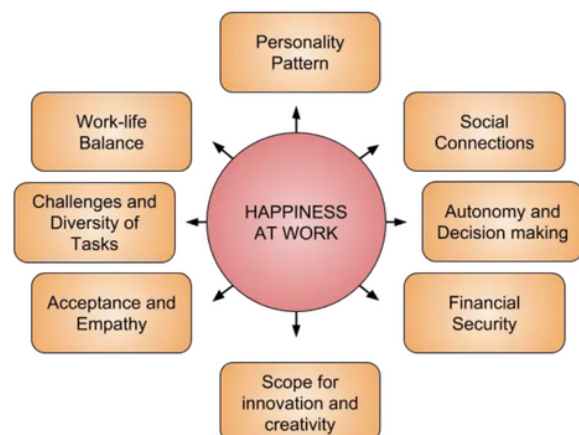 Personality
Pattern
Work-life
Balance
Social
Connections
Challenges and
Diversity of
Tasks
HAPPINESS
AT WORK
Autonomy and
Decision making
Acceptance and
Empathy
Financial
Security
Scope for
innovation and
creativity